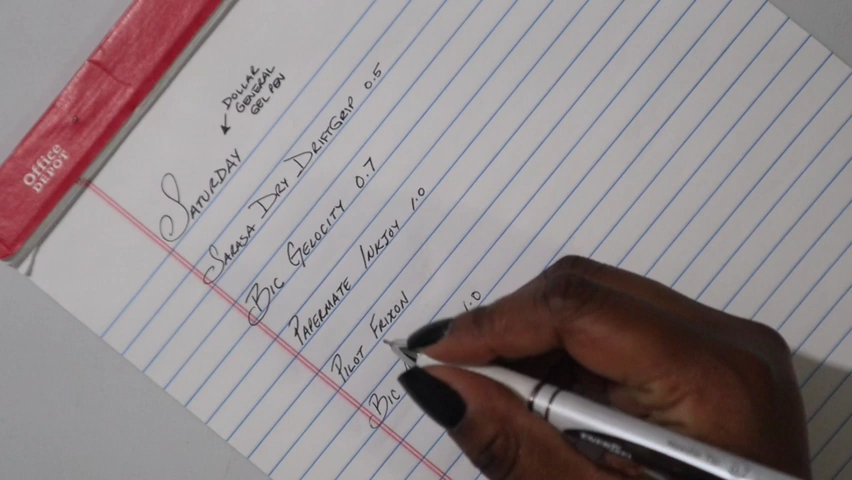 Office
DEPOT
DOLLAR
GENERAL
GEL PEN
SATURDAY
SARASA DRY DRIFTGRIP 0.5
BIC GELOCITY 0.7
PAPERMATE INKJOY 1.0
PILOT FRIXON
BIC 1.0